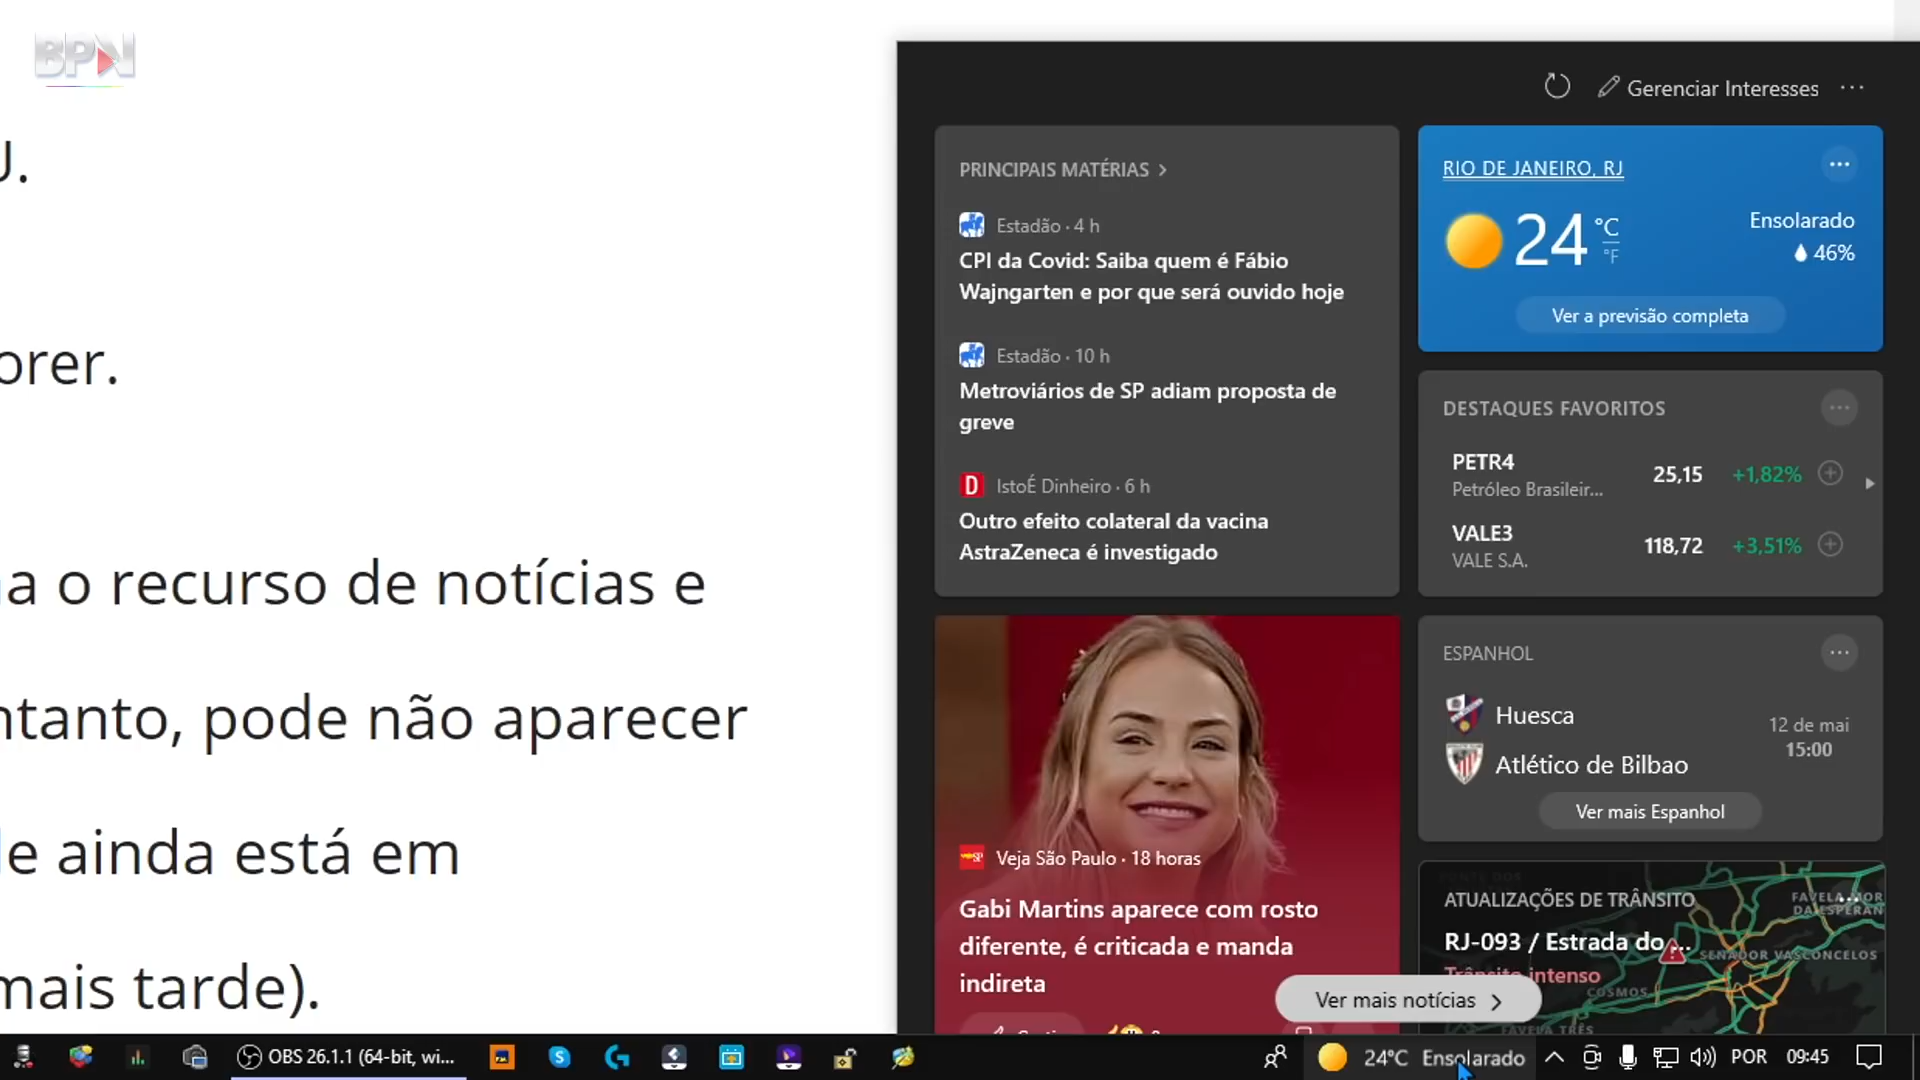 BPN
J.
orer.
a o recurso de notícias e
ntanto, pode não aparecer
le ainda está em
mais tarde).
Gerenciar Interesses
PRINCIPAIS MATÉRIAS
Estadão · 4 h
CPI da Covid: Saiba quem é Fábio
Wajngarten e por que será ouvido hoje
Estadão · 10 h
Metroviários de SP adiam proposta de
greve
IstoÉ Dinheiro · 6 h
Outro efeito colateral da vacina
AstraZeneca é investigado
Veja São Paulo · 18 horas
Gabi Martins aparece com rosto
diferente, é criticada e manda
indireta
RIO DE JANEIRO, RJ
24 °C
°F
Ensolarado
46%
Ver a previsão completa
DESTAQUES FAVORITOS
PETR4 25,15 +1,82%
Petróleo Brasileir...
VALE3 118,72 +3,51%
VALE S.A.
ESPANHOL
Huesca
Atlético de Bilbao
12 de mai
15:00
Ver mais Espanhol
ATUALIZAÇÕES DE TRÂNSITO
RJ-093 / Estrada do ...
Trânsito intenso
SENADOR VASCONCELOS
COSMOS
Ver mais notícias
OBS 26.1.1 (64-bit, wi...
24°C Ensolarado
POR 09:45